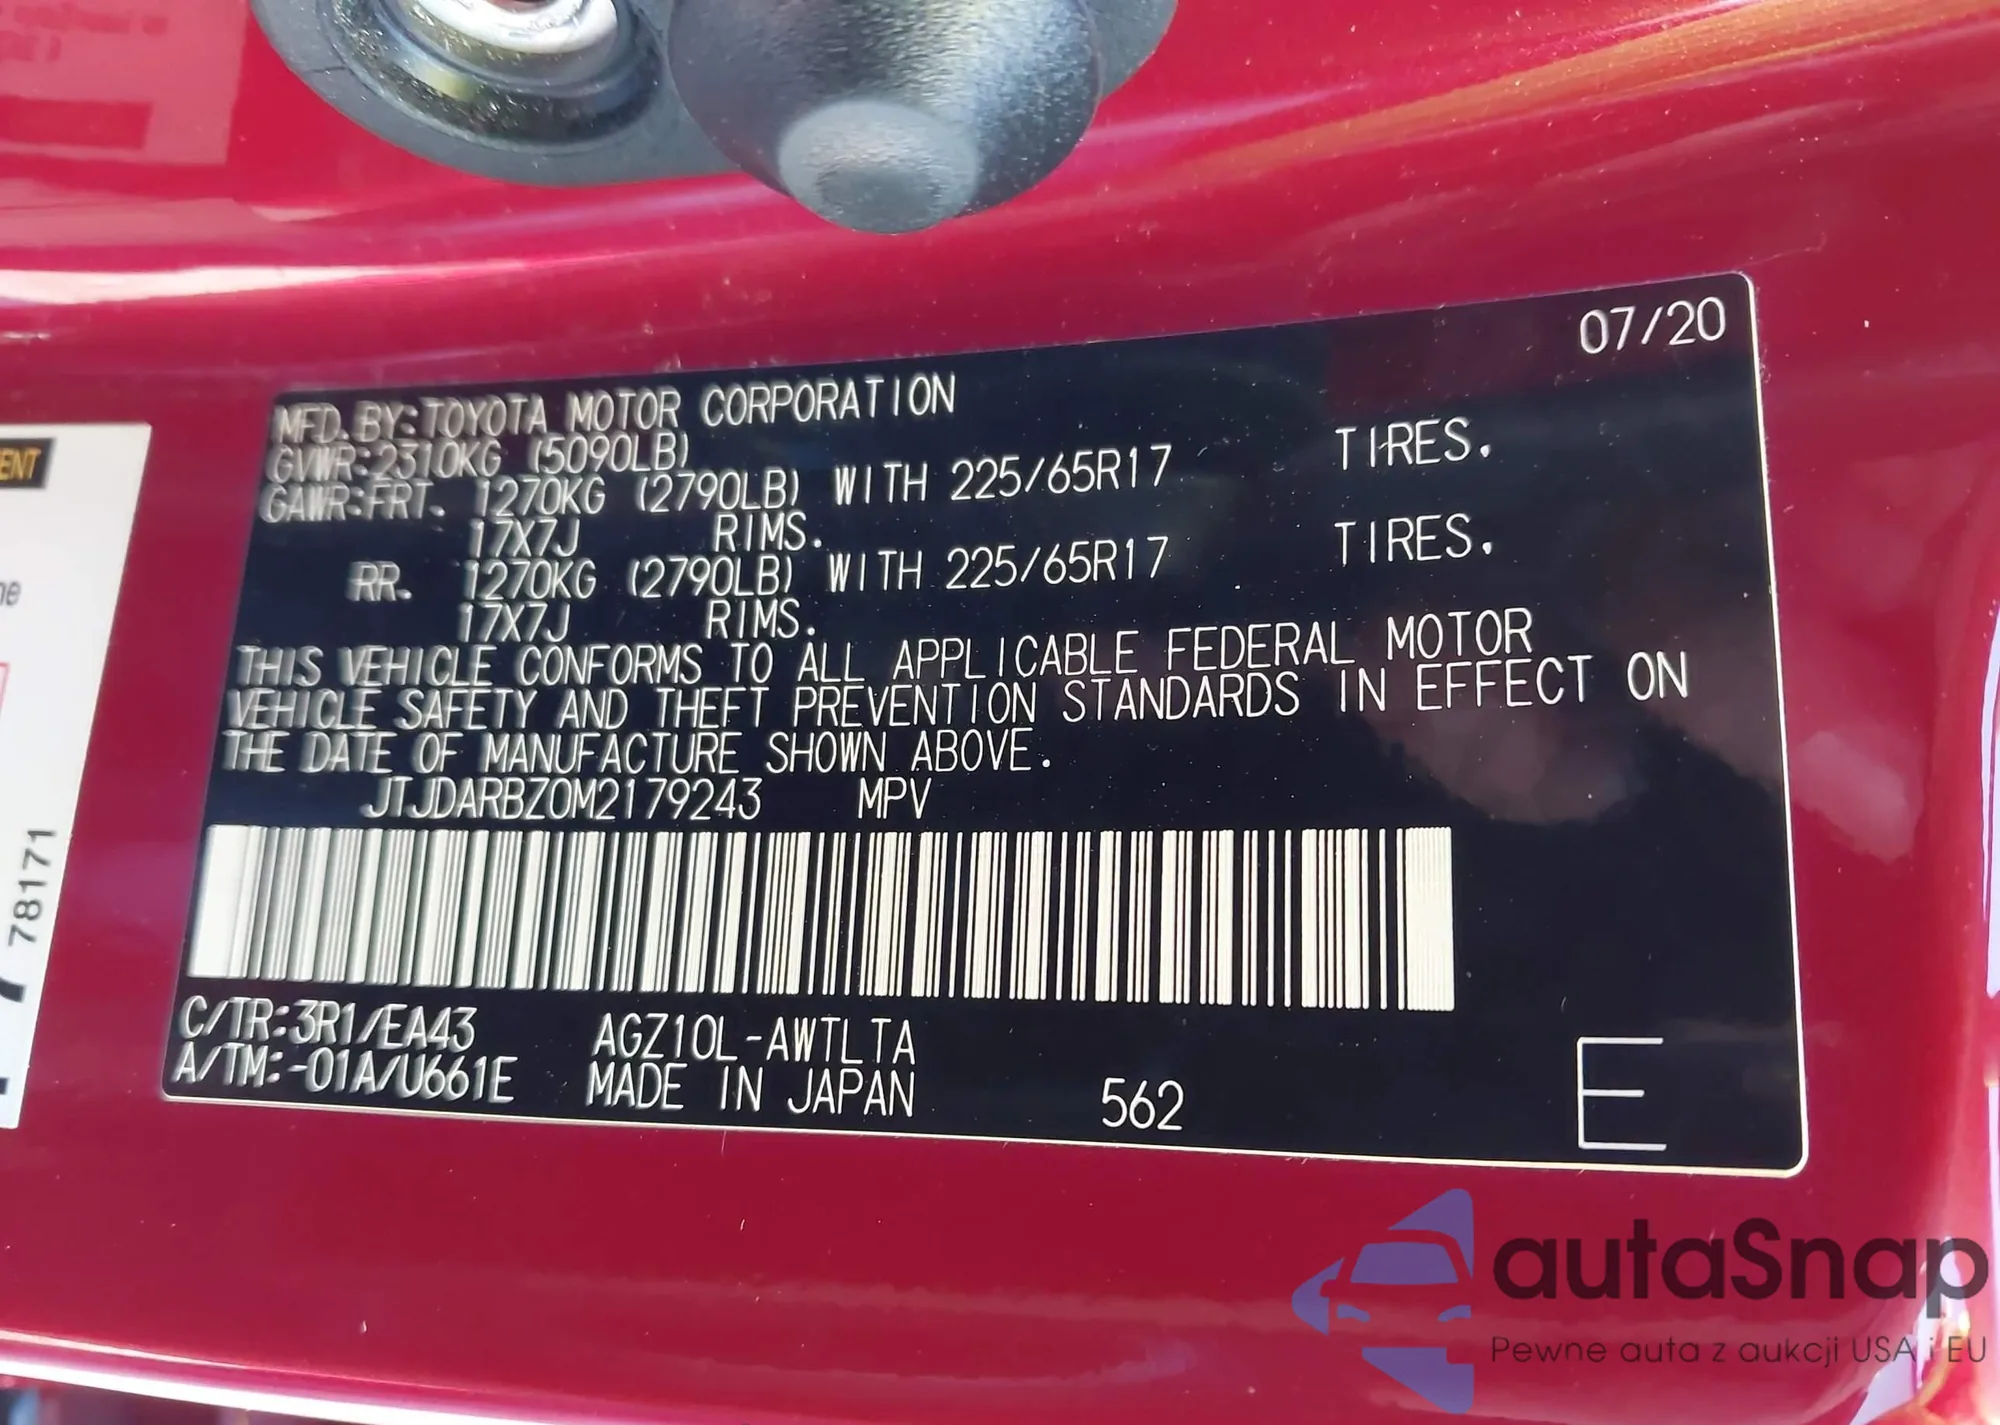 07/20
MFD.BY:TOYOTA MOTOR CORPORATION
GVWR:2310KG (5090LB)
GAWR:FRT. 1270KG (2790LB) WITH 225/65R17 TIRES.
17X7J RIMS.
RR. 1270KG (2790LB) WITH 225/65R17 TIRES.
17X7J RIMS.
THIS VEHICLE CONFORMS TO ALL APPLICABLE FEDERAL MOTOR
VEHICLE SAFETY AND THEFT PREVENTION STANDARDS IN EFFECT ON
THE DATE OF MANUFACTURE SHOWN ABOVE.
JTJDARBZ0M2179243 MPV
C/TR:3R1/EA43 AGZ10L-AWTLTA
A/TM:-01A/U661E MADE IN JAPAN 562 E
78171
autaSnap
Pewne auta z aukcji USA i EU